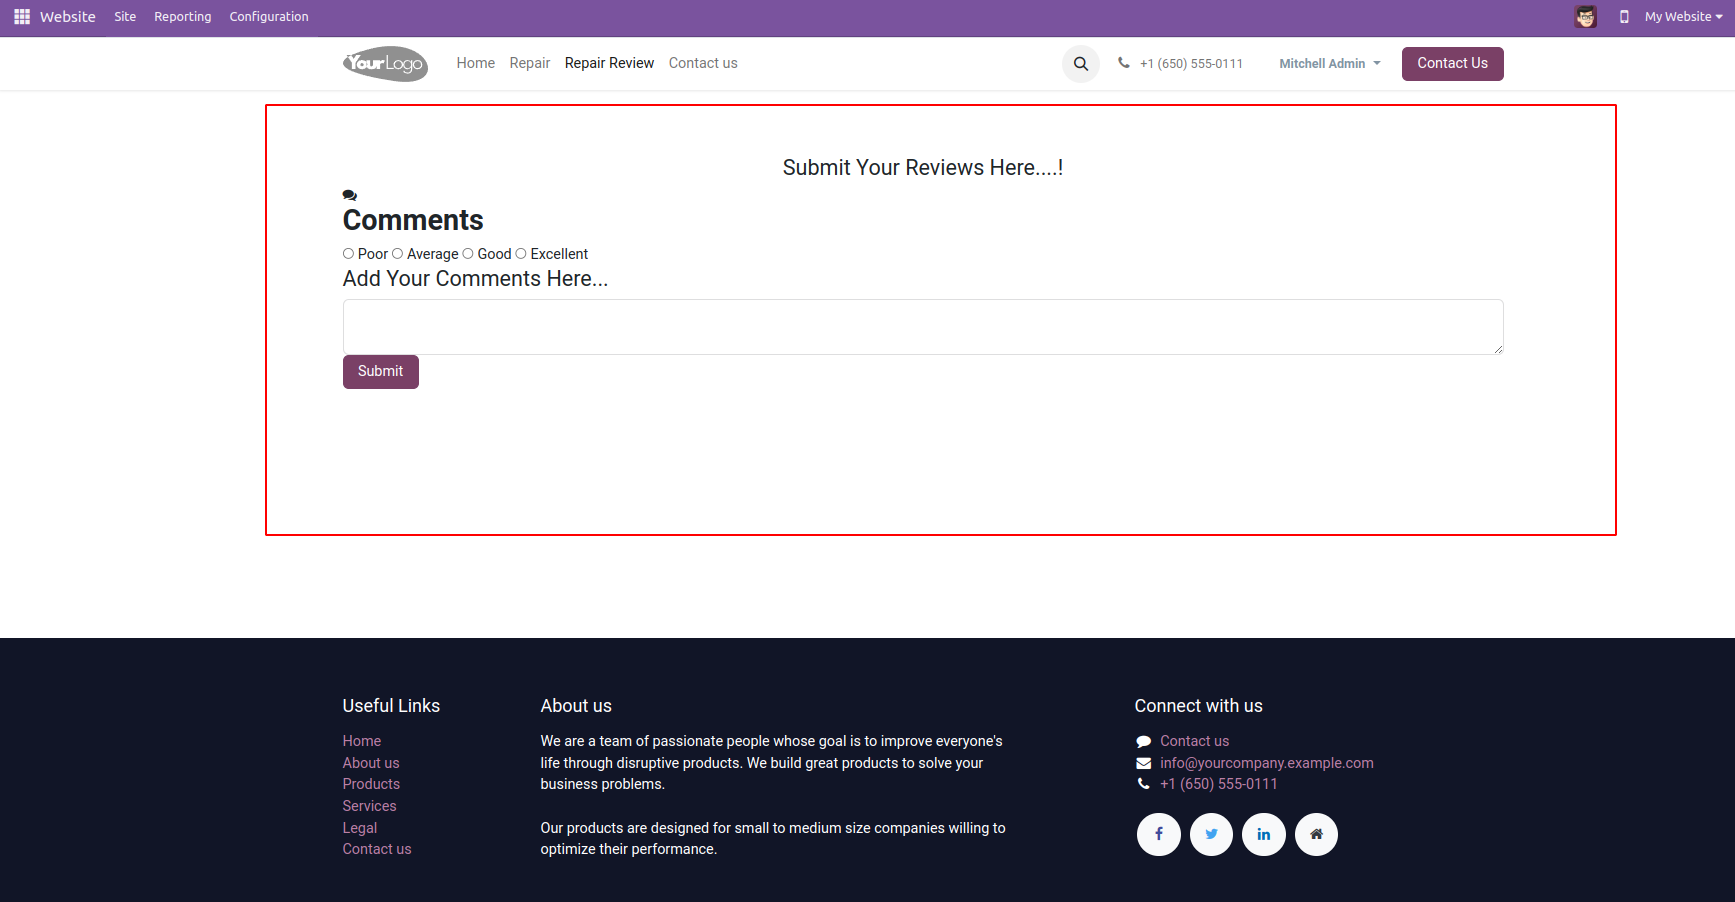 Website Site Reporting Configuration My Website
YourLogo Home Repair Repair Review Contact us +1 (650) 555-0111 Mitchell Admin Contact Us
Submit Your Reviews Here....!
Comments
Poor Average Good Excellent
Add Your Comments Here...
Submit
Useful Links
Home
About us
Products
Services
Legal
Contact us
About us
We are a team of passionate people whose goal is to improve everyone's
life through disruptive products. We build great products to solve your
business problems.
Our products are designed for small to medium size companies willing to
optimize their performance.
Connect with us
Contact us
info@yourcompany.example.com
+1 (650) 555-0111